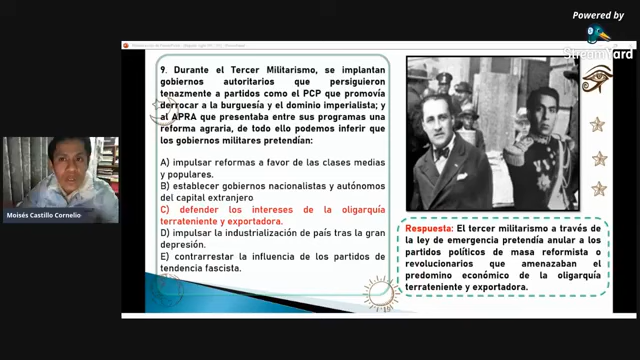 Powered by
StreamYard
9. Durante el Tercer Militarismo, se implantan
gobiernos autoritarios que persiguieron
tenazmente a partidos como el PCP que promovía
derrocar a la burguesía y el dominio imperialista; y
al APRA que presentaba entre sus programas una
reforma agraria, de todo ello podemos inferir que
los gobiernos militares pretendían:
A) impulsar reformas a favor de las clases medias
y populares.
B) establecer gobiernos nacionalistas y autónomos
del capital extranjero
C) defender los intereses de la oligarquía
terrateniente y exportadora.
D) impulsar la industrialización de país tras la gran
depresión.
E) contrarrestar la influencia de los partidos de
tendencia fascista.
Respuesta: El tercer militarismo a través de
la ley de emergencia pretendía anular a los
partidos políticos de masa reformista o
revolucionarios que amenazaban el
predominio económico de la oligarquía
terrateniente y exportadora.
Moisés Castillo Cornelio